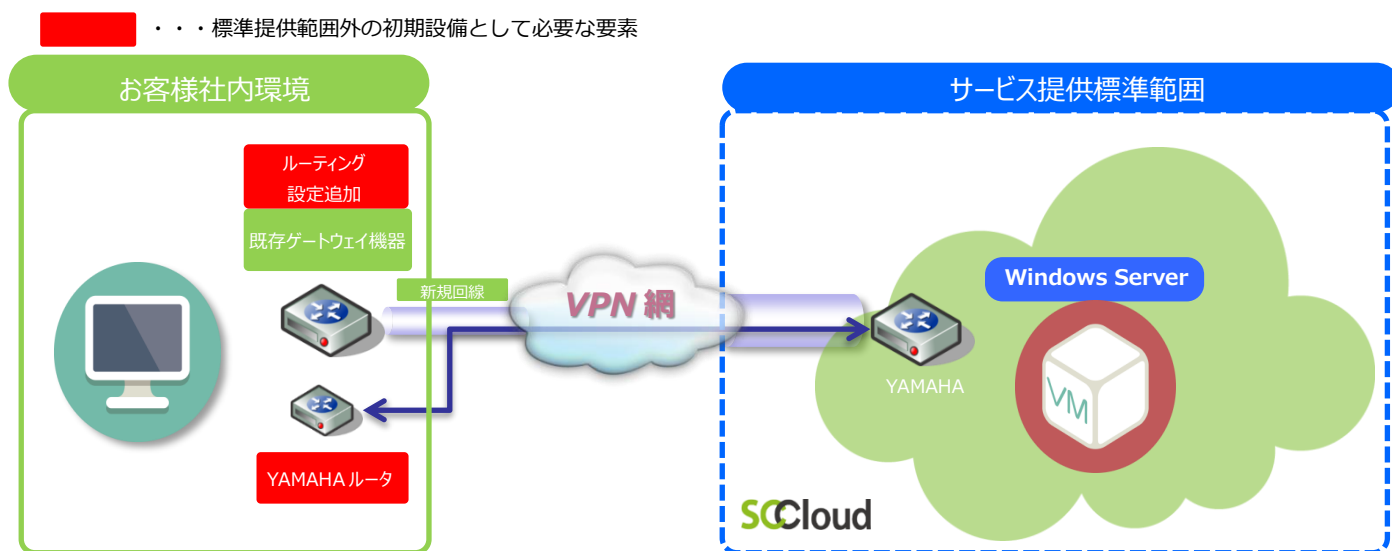 ・・・標準提供範囲外の初期設備として必要な要素
お客様社内環境
サービス提供標準範囲
ルーティング
設定追加
既存ゲートウェイ機器
新規回線
VPN 網
Windows Server
YAMAHA
VM
YAMAHA ルータ
SCCloud